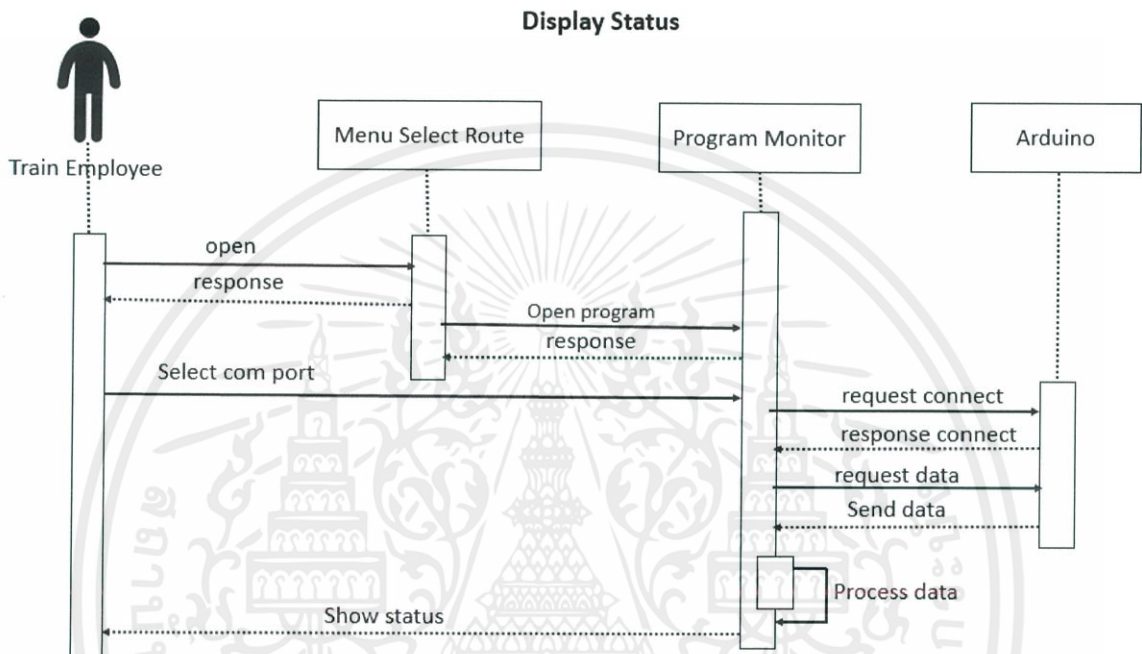 Display Status
Train Employee
Menu Select Route
Program Monitor
Arduino
open
response
Open program
response
Select com port
request connect
response connect
request data
Send data
Process data
Show status